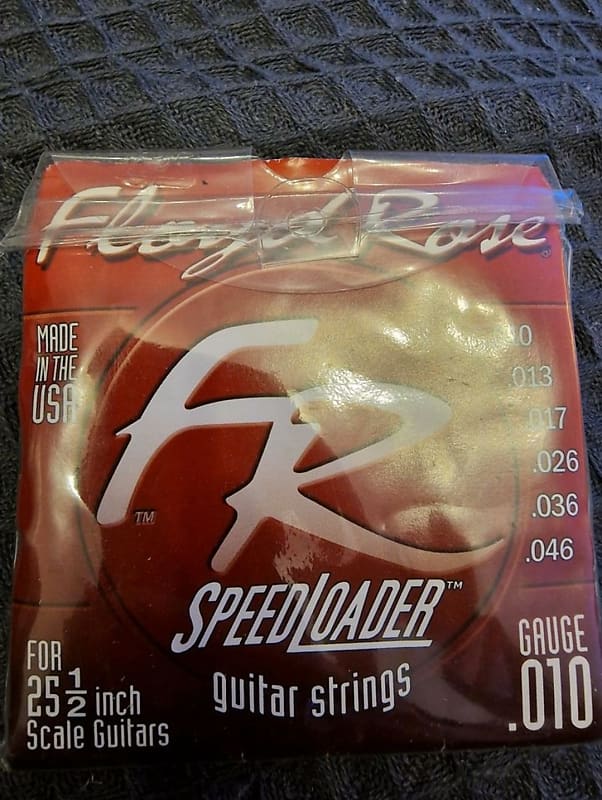 Floyd Rose®
MADE
IN THE
USA
FR
TM
.013
.017
.026
.036
.046
SPEEDLOADER™
guitar strings
FOR
25 1/2 inch
Scale Guitars
GAUGE
.010